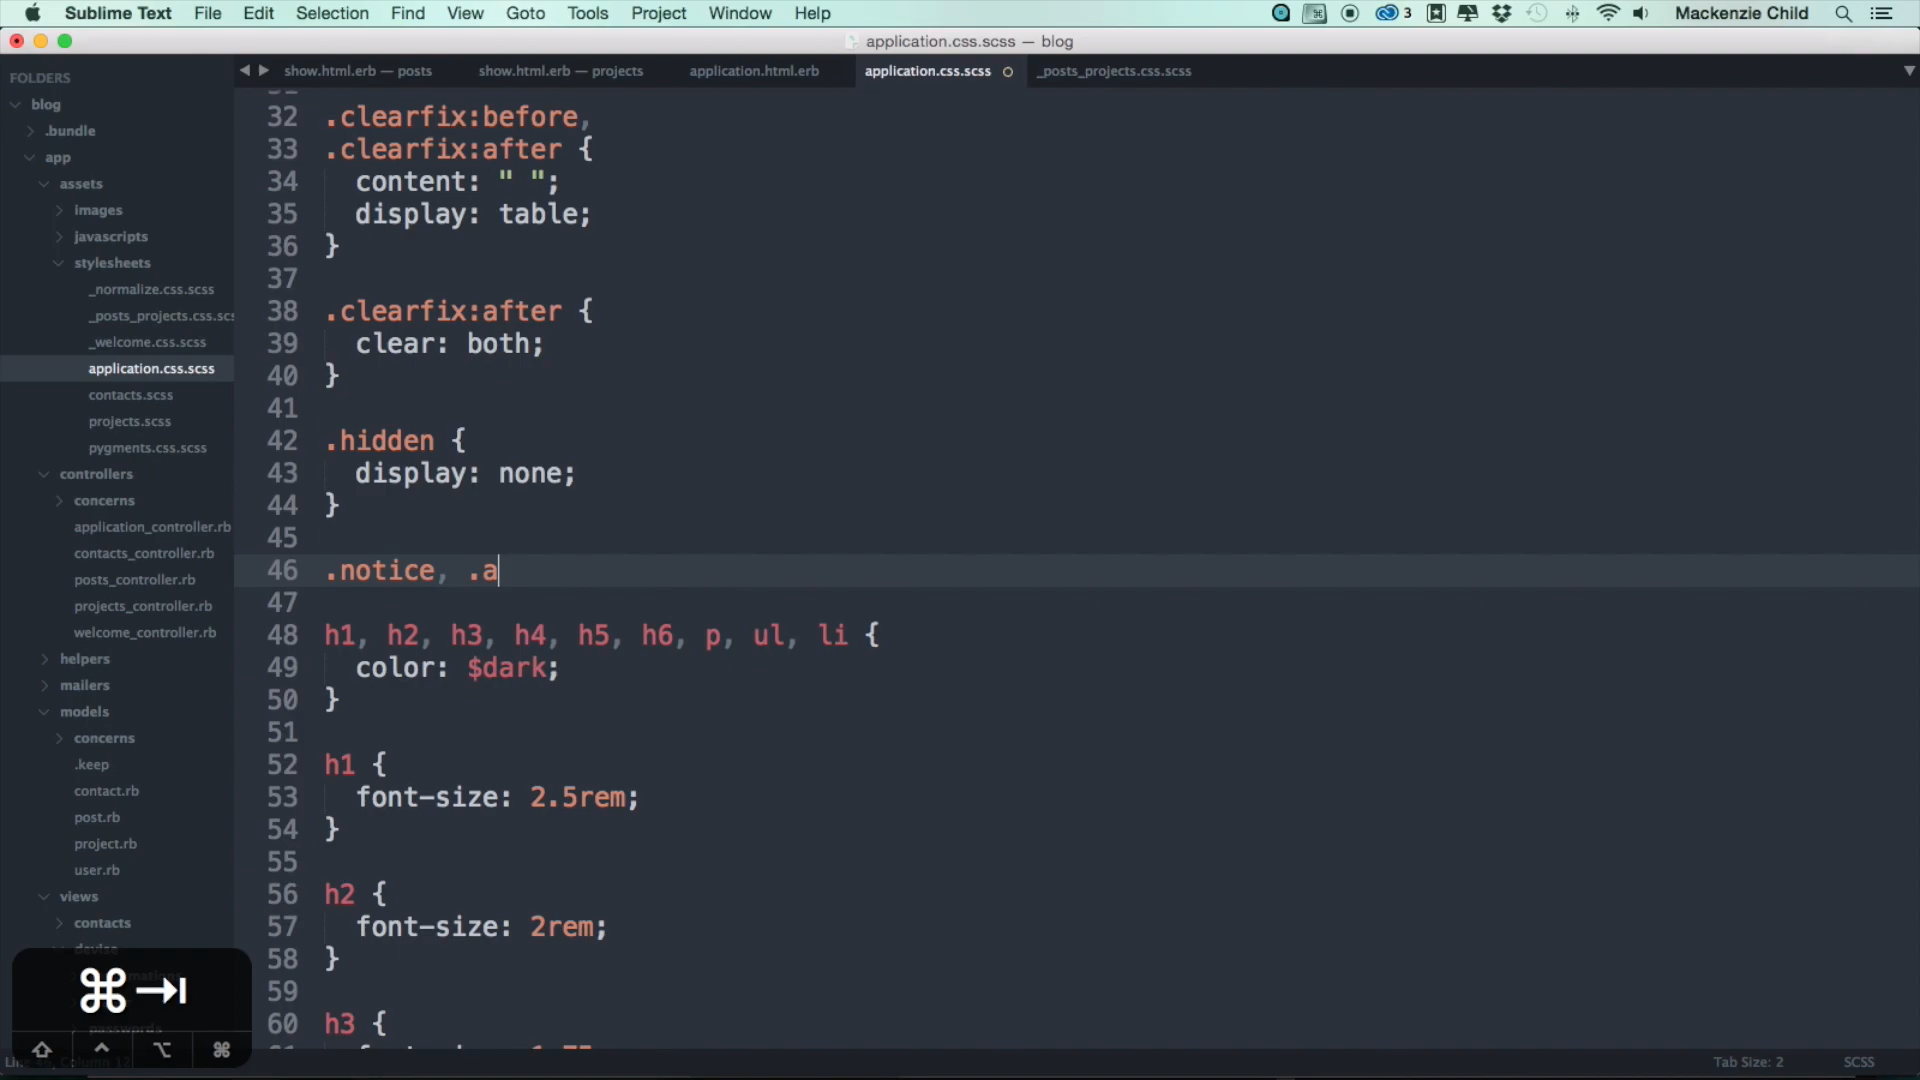 Sublime Text File Edit Selection Find View Goto Tools Project Window Help 3 Mackenzie Child
application.css.scss — blog
FOLDERS
blog
.bundle
app
assets
images
javascripts
stylesheets
_normalize.css.scss
_posts_projects.css.scs
_welcome.css.scss
application.css.scss
contacts.scss
projects.scss
pygments.css.scss
controllers
concerns
application_controller.rb
contacts_controller.rb
posts_controller.rb
projects_controller.rb
welcome_controller.rb
helpers
mailers
models
concerns
.keep
contact.rb
post.rb
project.rb
user.rb
views
contacts
devise
passwords
show.html.erb — posts show.html.erb — projects application.html.erb application.css.scss _posts_projects.css.scss
32 .clearfix:before,
33 .clearfix:after {
34 content: " ";
35 display: table;
36 }
37
38 .clearfix:after {
39 clear: both;
40 }
41
42 .hidden {
43 display: none;
44 }
45
46 .notice, .a
47
48 h1, h2, h3, h4, h5, h6, p, ul, li {
49 color: $dark;
50 }
51
52 h1 {
53 font-size: 2.5rem;
54 }
55
56 h2 {
57 font-size: 2rem;
58 }
59
60 h3 {
⌘⇥
⇧ ⌃ ⌥ ⌘
Tab Size: 2 SCSS